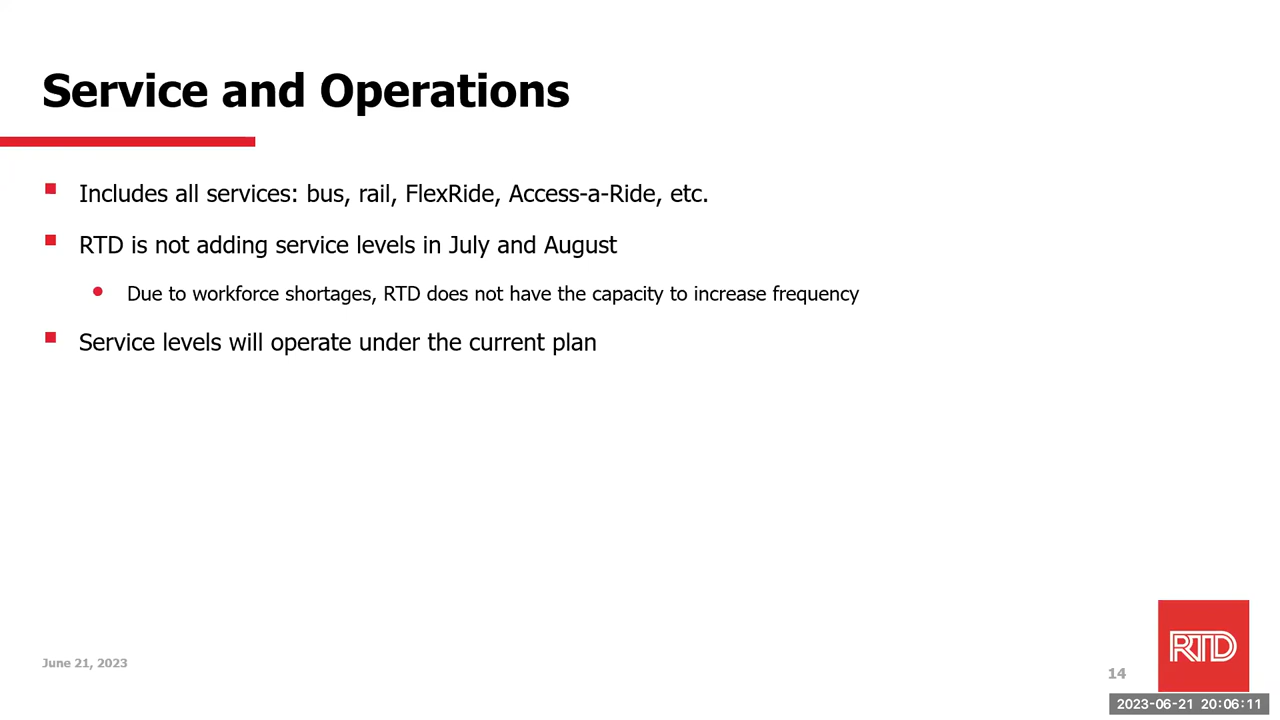 Service and Operations
Includes all services: bus, rail, FlexRide, Access-a-Ride, etc.
RTD is not adding service levels in July and August
Due to workforce shortages, RTD does not have the capacity to increase frequency
Service levels will operate under the current plan
June 21, 2023
14
RTD
2023-06-21 20:06:11